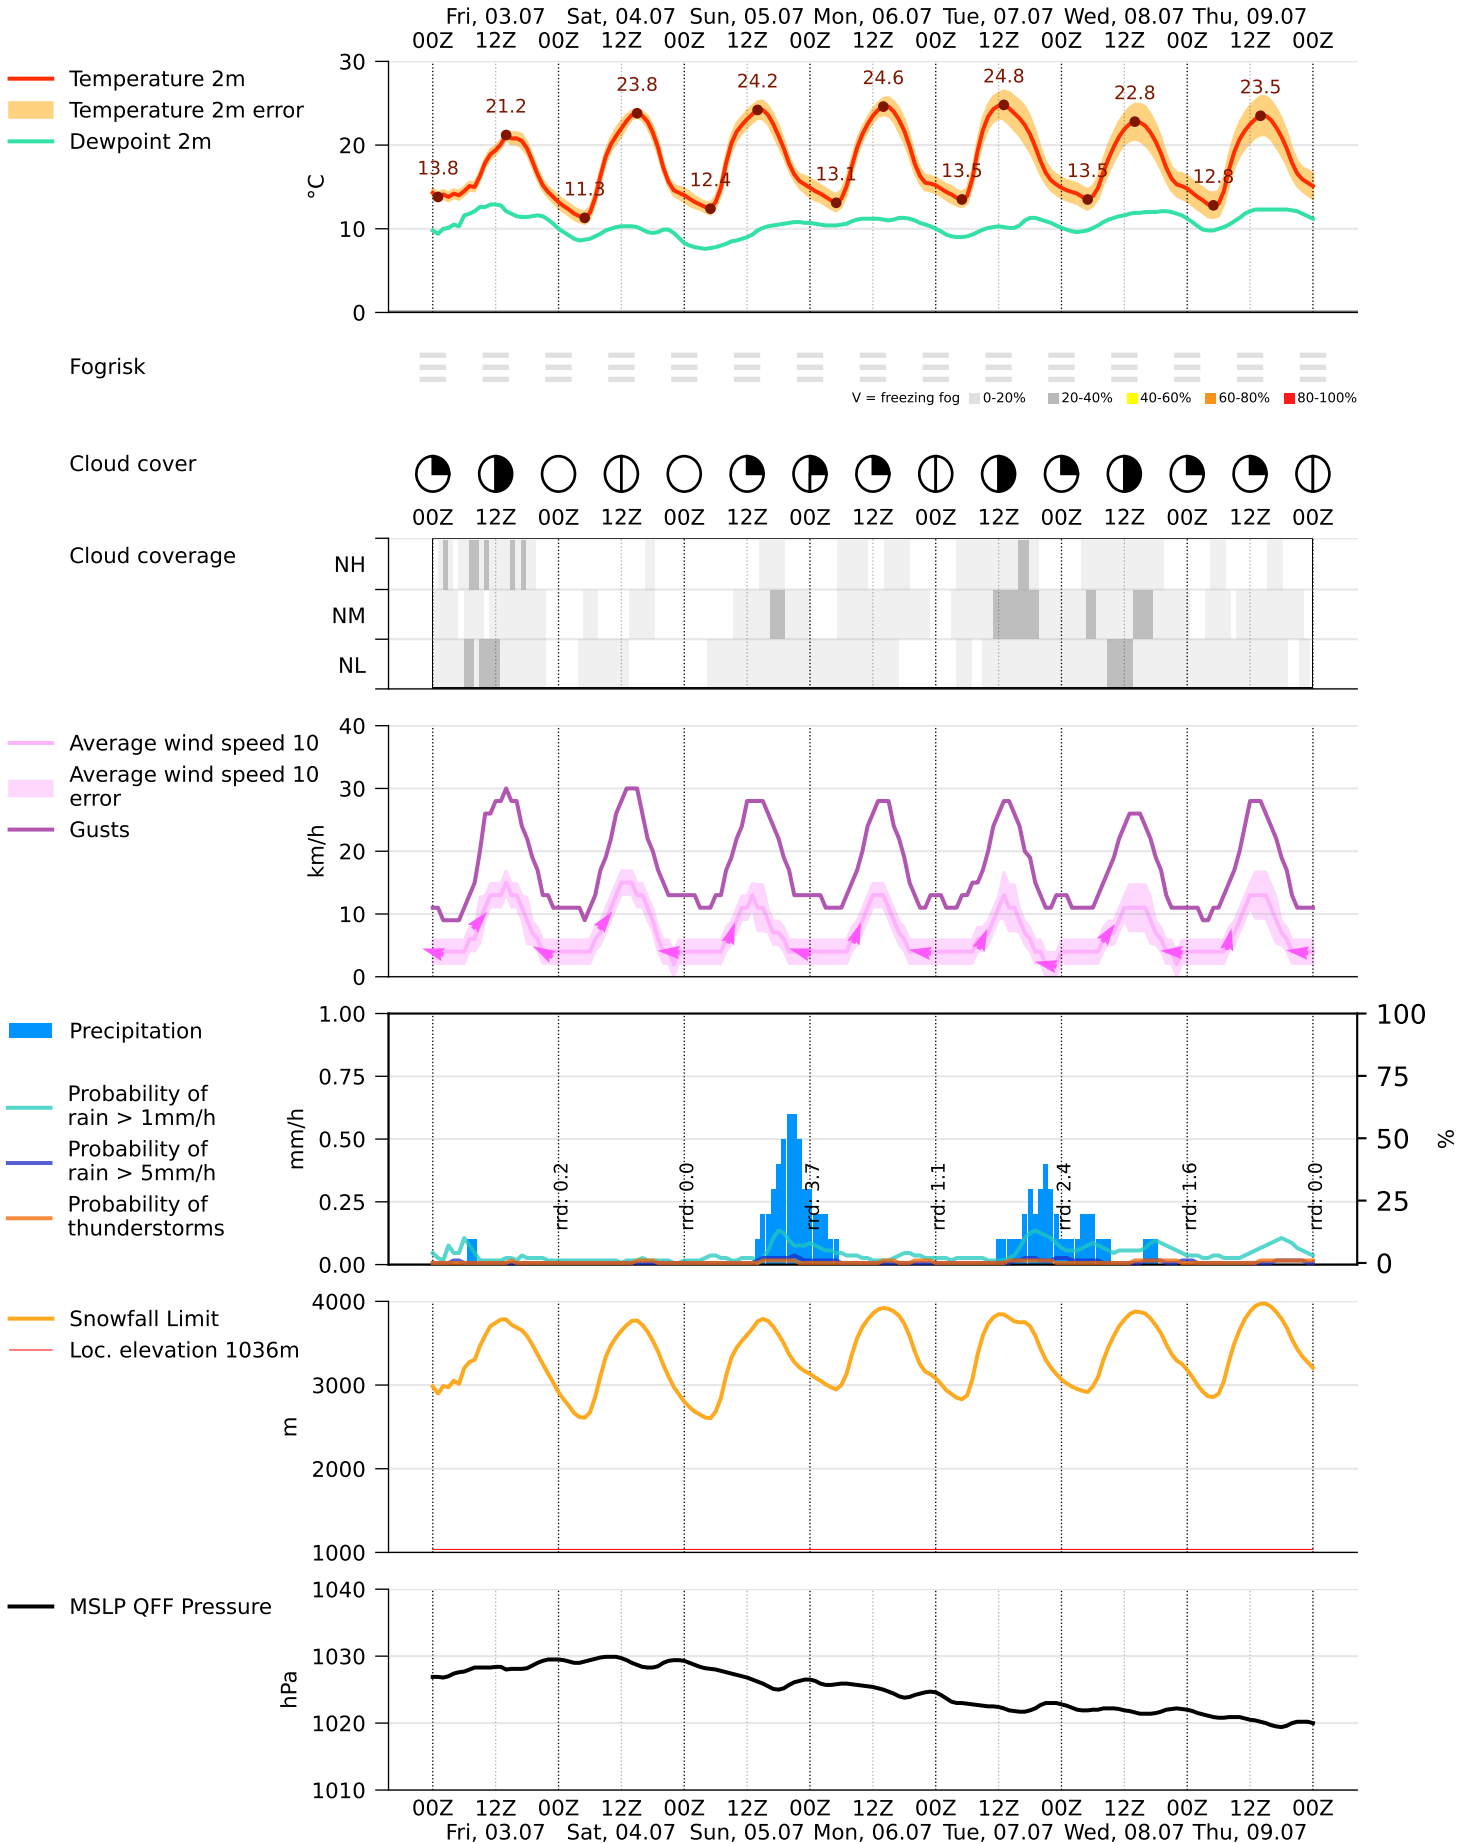 Fri, 03.07 Sat, 04.07 Sun, 05.07 Mon, 06.07 Tue, 07.07 Wed, 08.07 Thu, 09.07
00Z 12Z 00Z 12Z 00Z 12Z 00Z 12Z 00Z 12Z 00Z 12Z 00Z 12Z 00Z
Temperature 2m
Temperature 2m error
Dewpoint 2m
°C
30
20
10
0
13.8 21.2 11.3 23.8 12.4 24.2 13.1 24.6 13.5 24.8 13.5 22.8 12.8 23.5
Fogrisk
V = freezing fog 0-20% 20-40% 40-60% 60-80% 80-100%
Cloud cover
00Z 12Z 00Z 12Z 00Z 12Z 00Z 12Z 00Z 12Z 00Z 12Z 00Z 12Z 00Z
Cloud coverage
NH
NM
NL
Average wind speed 10
Average wind speed 10
error
Gusts
km/h
40
30
20
10
0
Precipitation
Probability of
rain > 1mm/h
Probability of
rain > 5mm/h
Probability of
thunderstorms
mm/h
1.00
0.75
0.50
0.25
0.00
rrd: 0.2
rrd: 0.0
rrd: 3.7
rrd: 1.1
rrd: 2.4
rrd: 1.6
rrd: 0.0
100
75
50
25
0
%
Snowfall Limit
Loc. elevation 1036m
m
4000
3000
2000
1000
MSLP QFF Pressure
hPa
1040
1030
1020
1010
00Z 12Z 00Z 12Z 00Z 12Z 00Z 12Z 00Z 12Z 00Z 12Z 00Z 12Z 00Z
Fri, 03.07 Sat, 04.07 Sun, 05.07 Mon, 06.07 Tue, 07.07 Wed, 08.07 Thu, 09.07